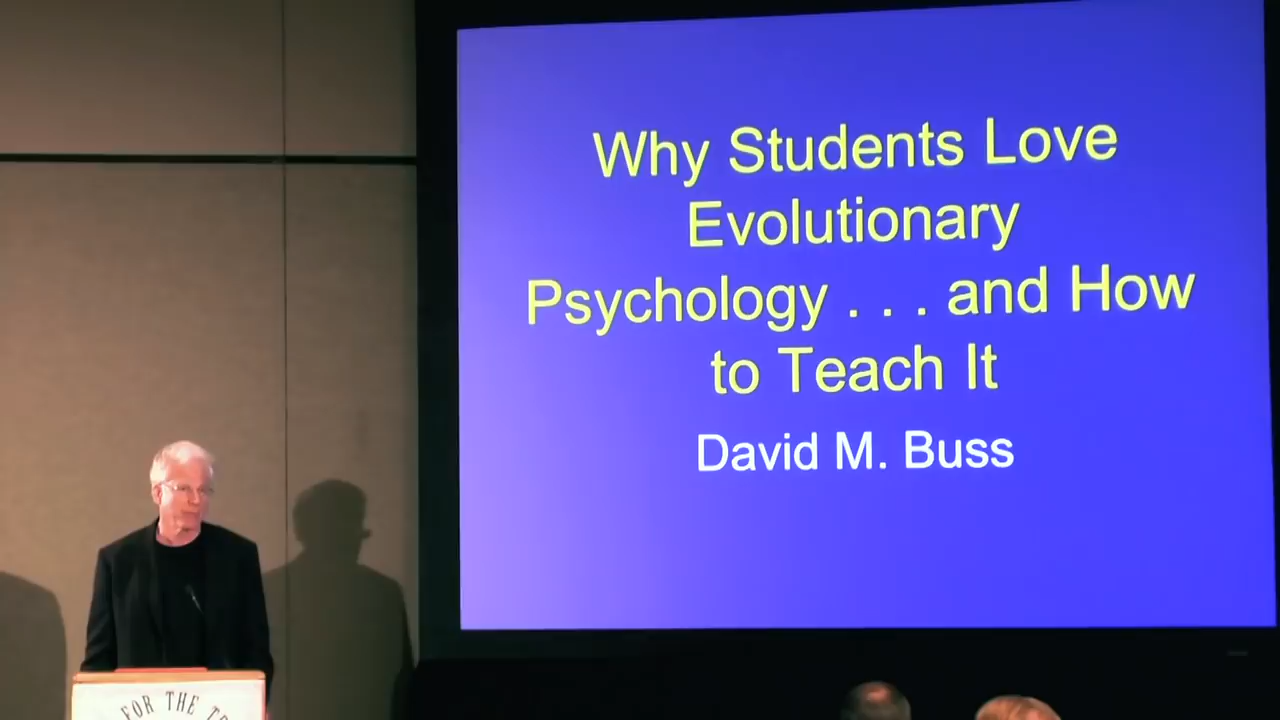 Why Students Love
Evolutionary
Psychology . . . and How
to Teach It
David M. Buss
FOR THE